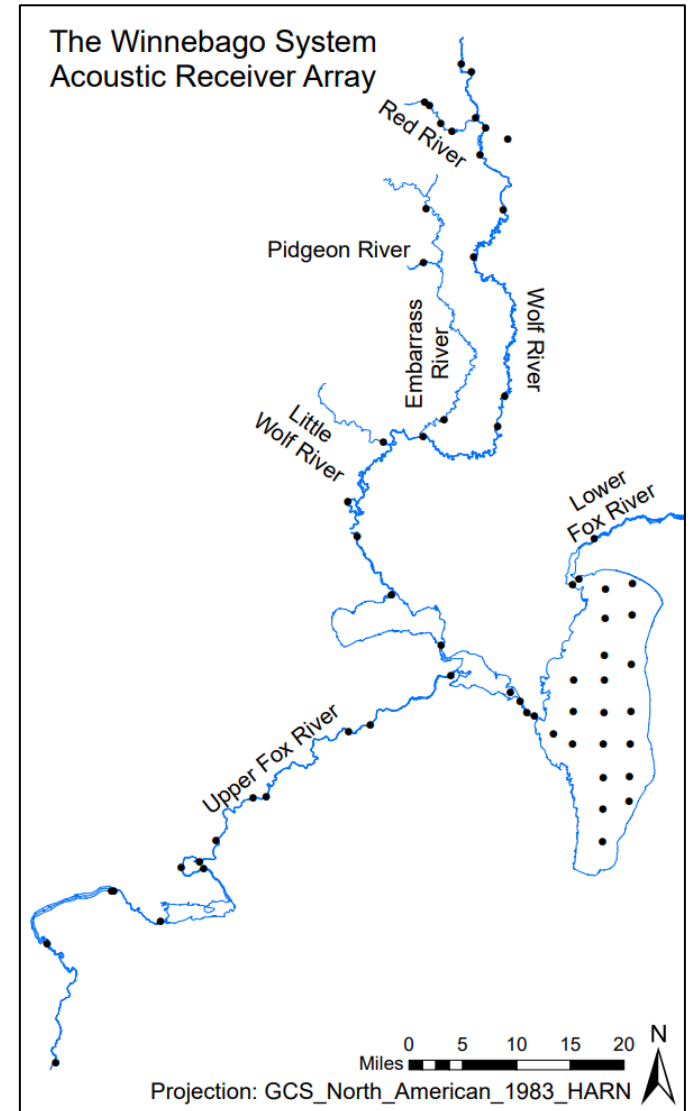 The Winnebago System
Acoustic Receiver Array
Red River
Pidgeon River
Embarrass
River
Wolf River
Little
Wolf River
Lower
Fox River
Upper Fox River
N
0 5 10 20
Miles
Projection: GCS_North_American_1983_HARN